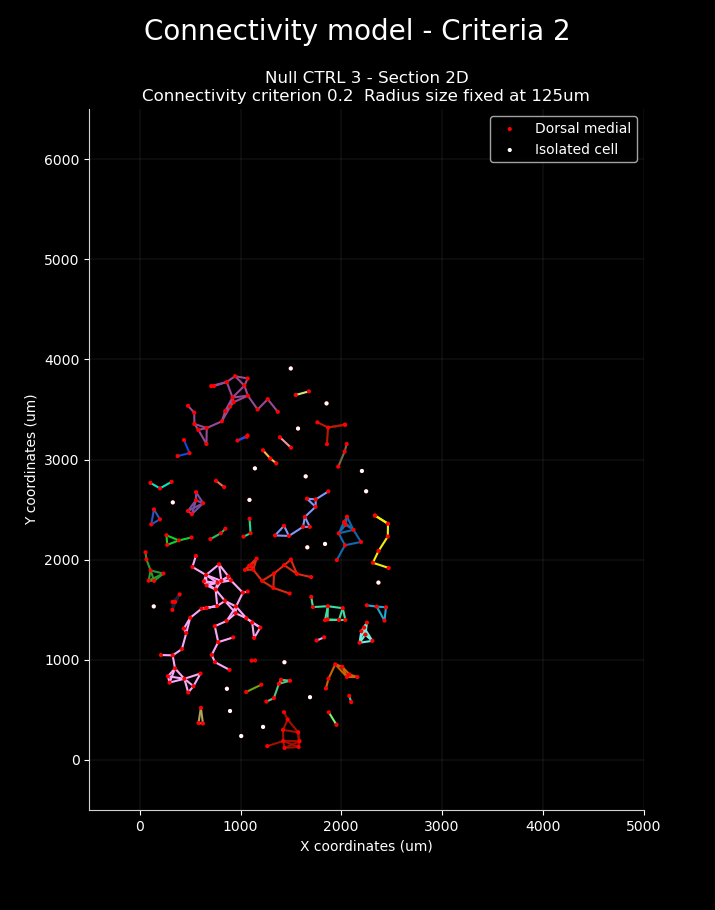 Connectivity model - Criteria 2
Null CTRL 3 - Section 2D
Connectivity criterion 0.2  Radius size fixed at 125um
Dorsal medial
Isolated cell
6000
5000
4000
3000
2000
1000
0
Y coordinates (um)
0
1000
2000
3000
4000
5000
X coordinates (um)